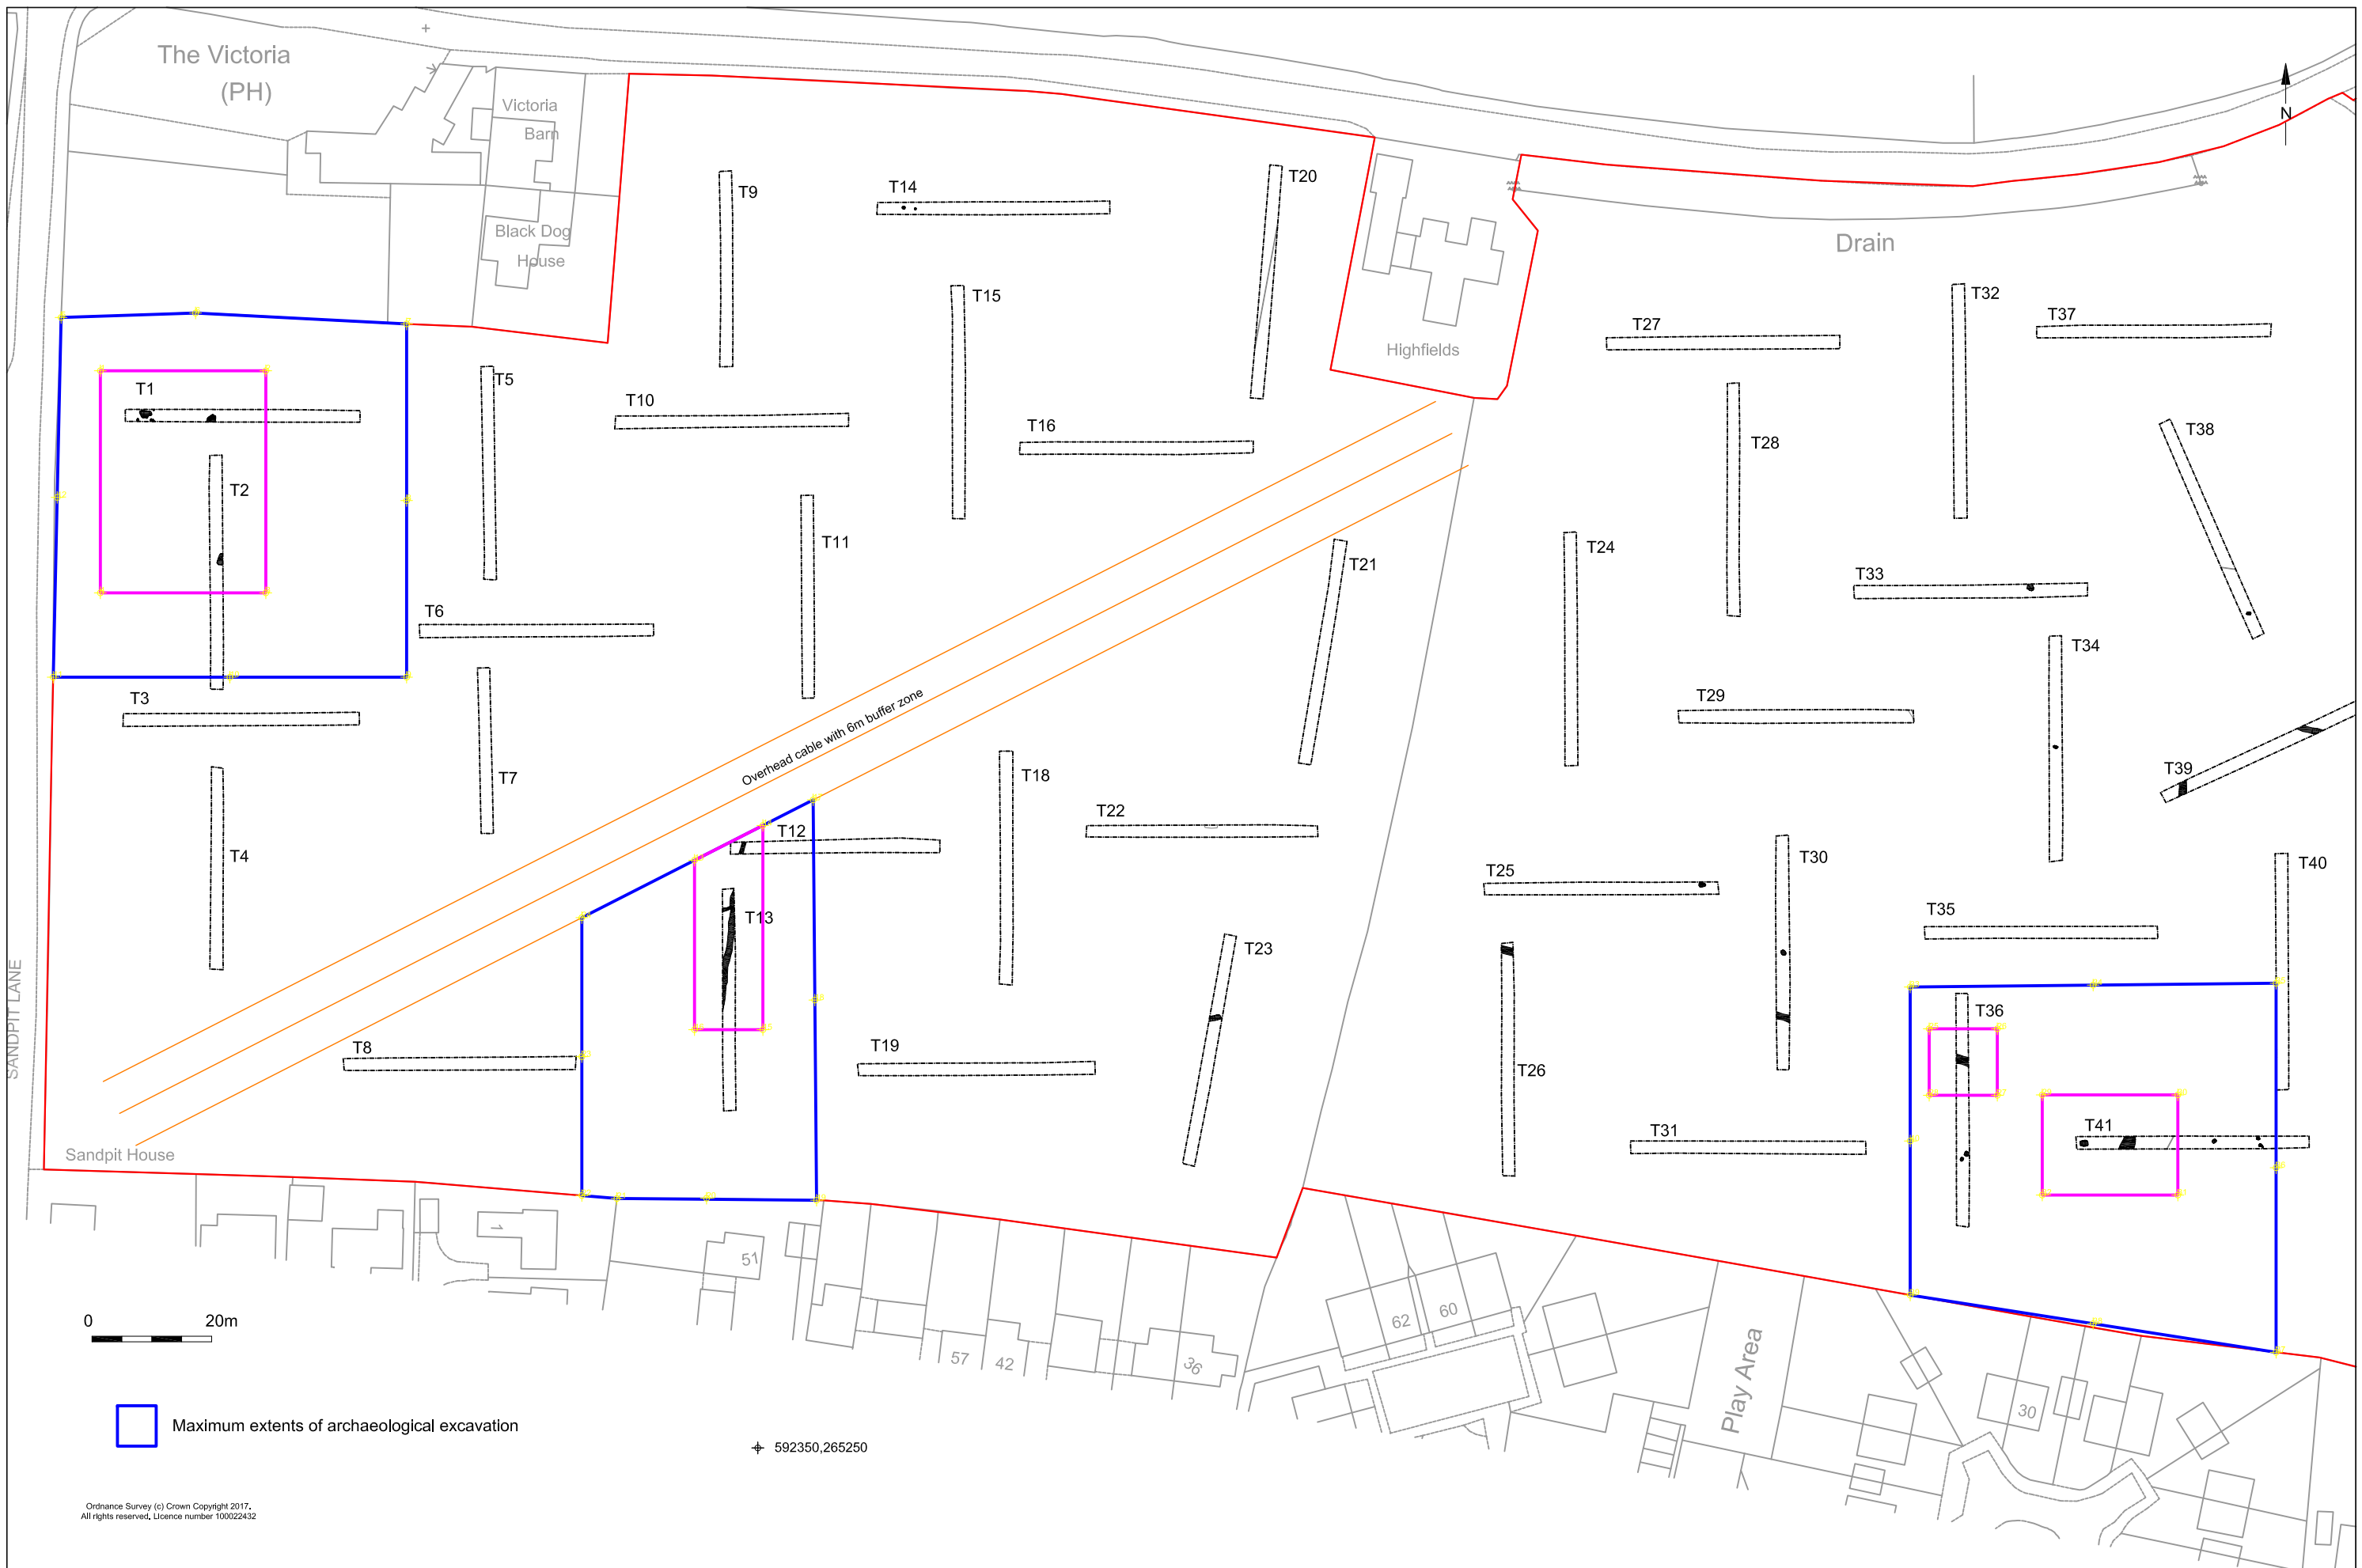 The Victoria
(PH)
Victoria
Barn
Black Dog
House
N
Drain
Highfields
T1
T2
T3
T4
T5
T6
T7
T8
T9
T10
T11
T12
T13
T14
T15
T16
T18
T19
T20
T21
T22
T23
T24
T25
T26
T27
T28
T29
T30
T31
T32
T33
T34
T35
T36
T37
T38
T39
T40
T41
Overhead cable with 6m buffer zone
SANDPIT LANE
Sandpit House
1
51
57
42
36
62
60
Play Area
30
0 20m
Maximum extents of archaeological excavation
592350,265250
Ordnance Survey (c) Crown Copyright 2017.
All rights reserved. Licence number 100022432